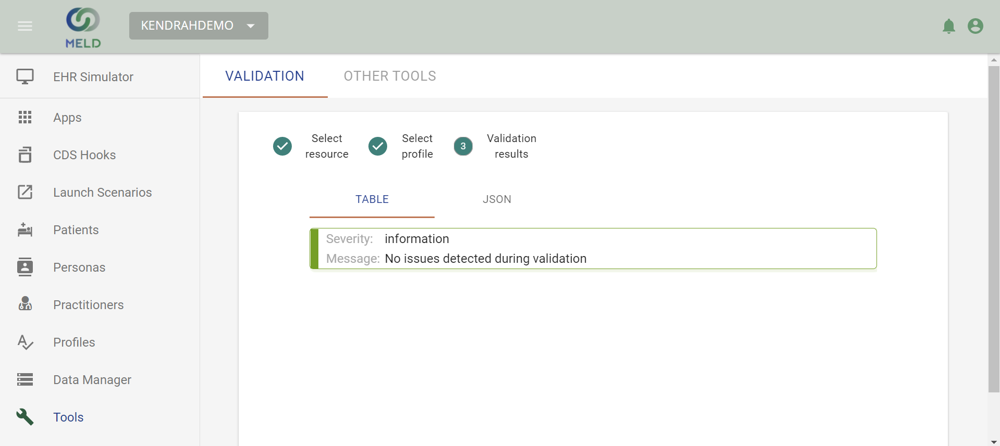 MELD
KENDRAHDEMO
EHR Simulator
Apps
CDS Hooks
Launch Scenarios
Patients
Personas
Practitioners
Profiles
Data Manager
Tools
VALIDATION
OTHER TOOLS
Select
resource
Select
profile
3
Validation
results
TABLE
JSON
Severity: information
Message: No issues detected during validation